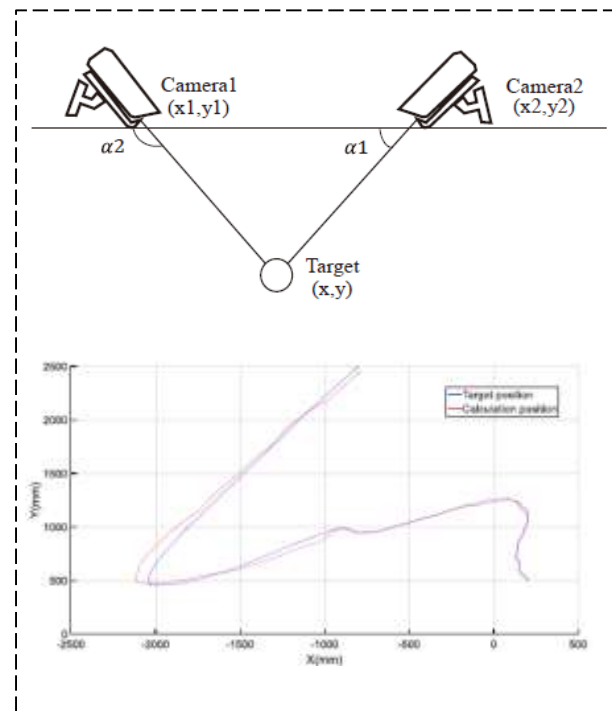 Camera1
(x1,y1)
Camera2
(x2,y2)
α2
α1
Target
(x,y)
2500
2000
1500
1000
500
0
Y(mm)
Target position
Calculation position
-2500
-3000
-1500
-1000
-500
0
500
X(mm)